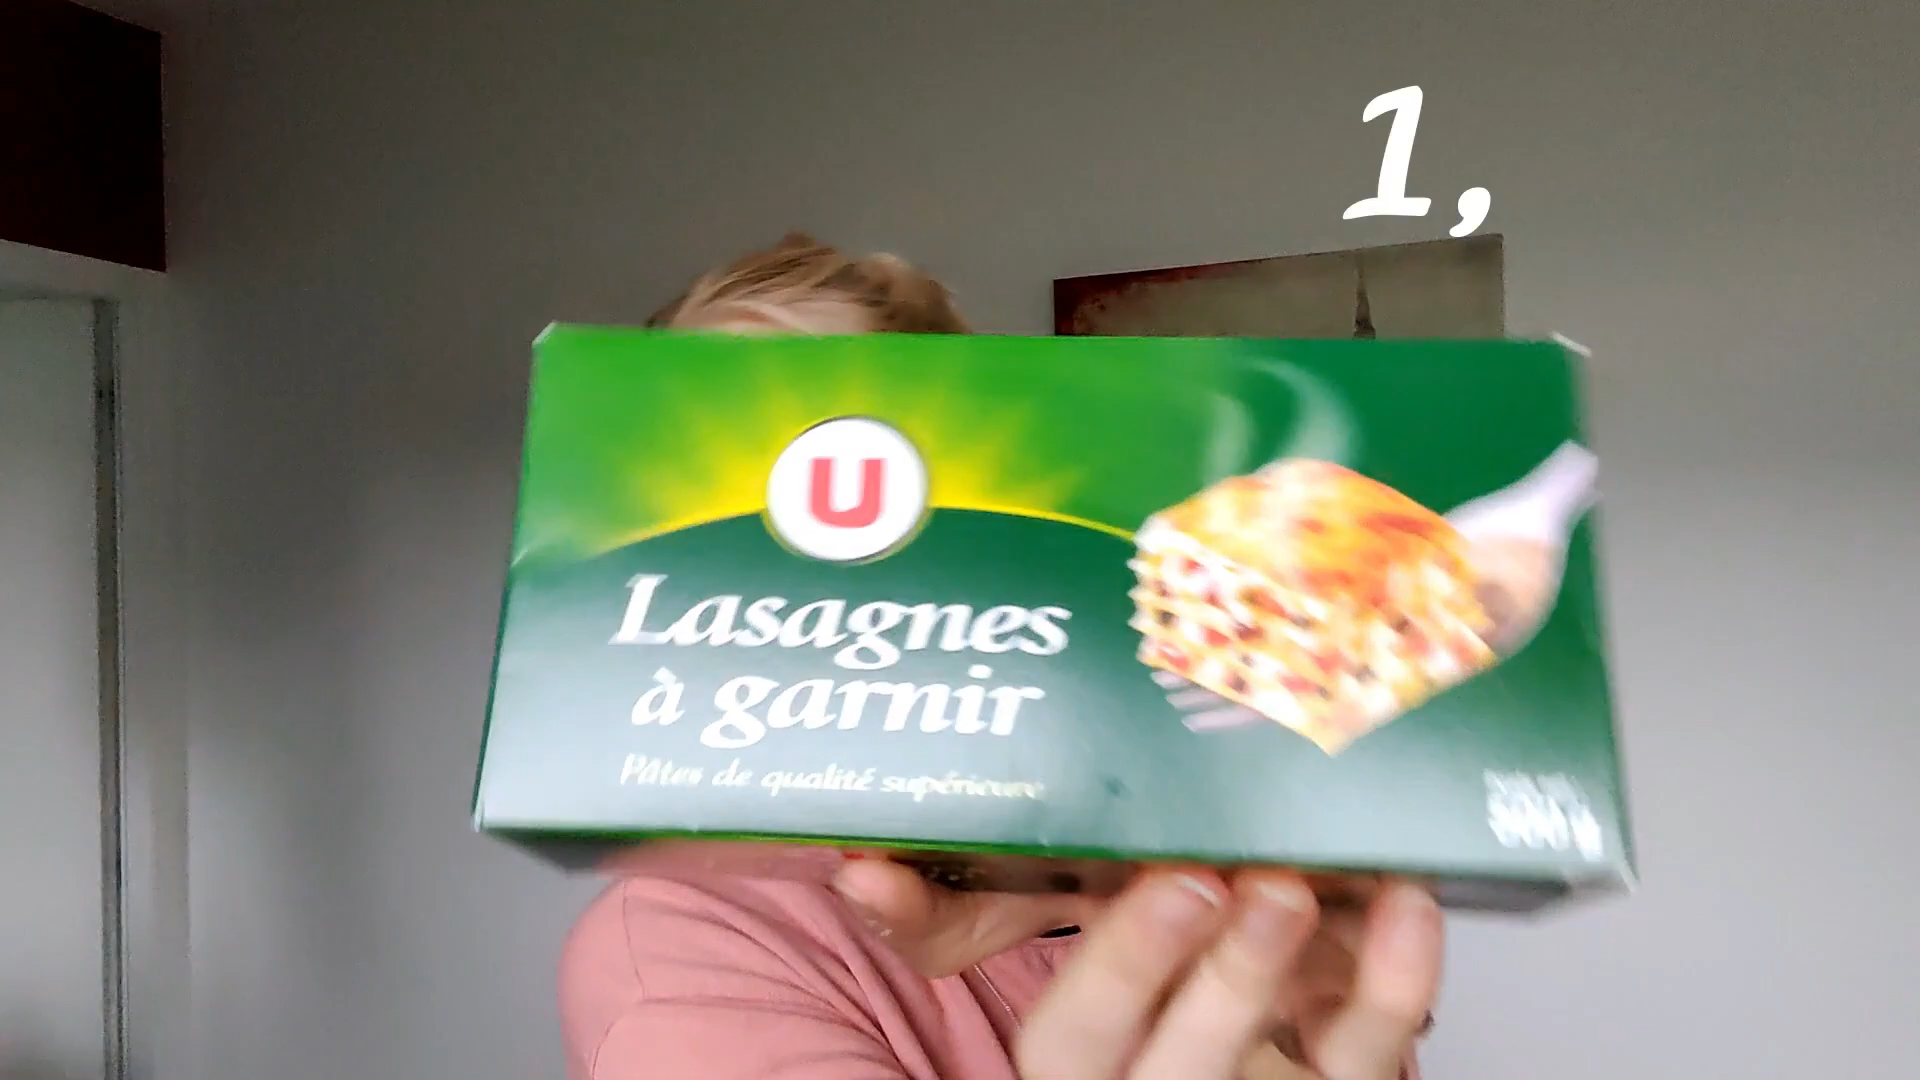 1,
U
Lasagnes
à garnir
Pâtes de qualité supérieure